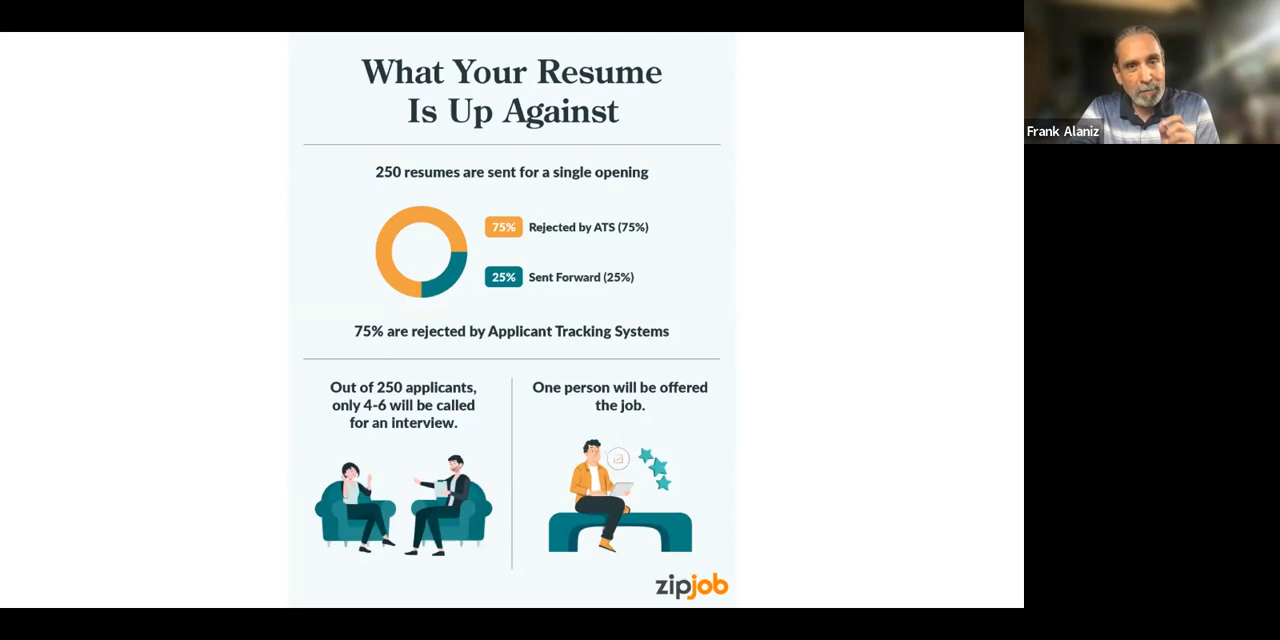 What Your Resume
Is Up Against
250 resumes are sent for a single opening
75% Rejected by ATS (75%)
25% Sent Forward (25%)
75% are rejected by Applicant Tracking Systems
Out of 250 applicants,
only 4-6 will be called
for an interview.
One person will be offered
the job.
zipjob
Frank Alaniz